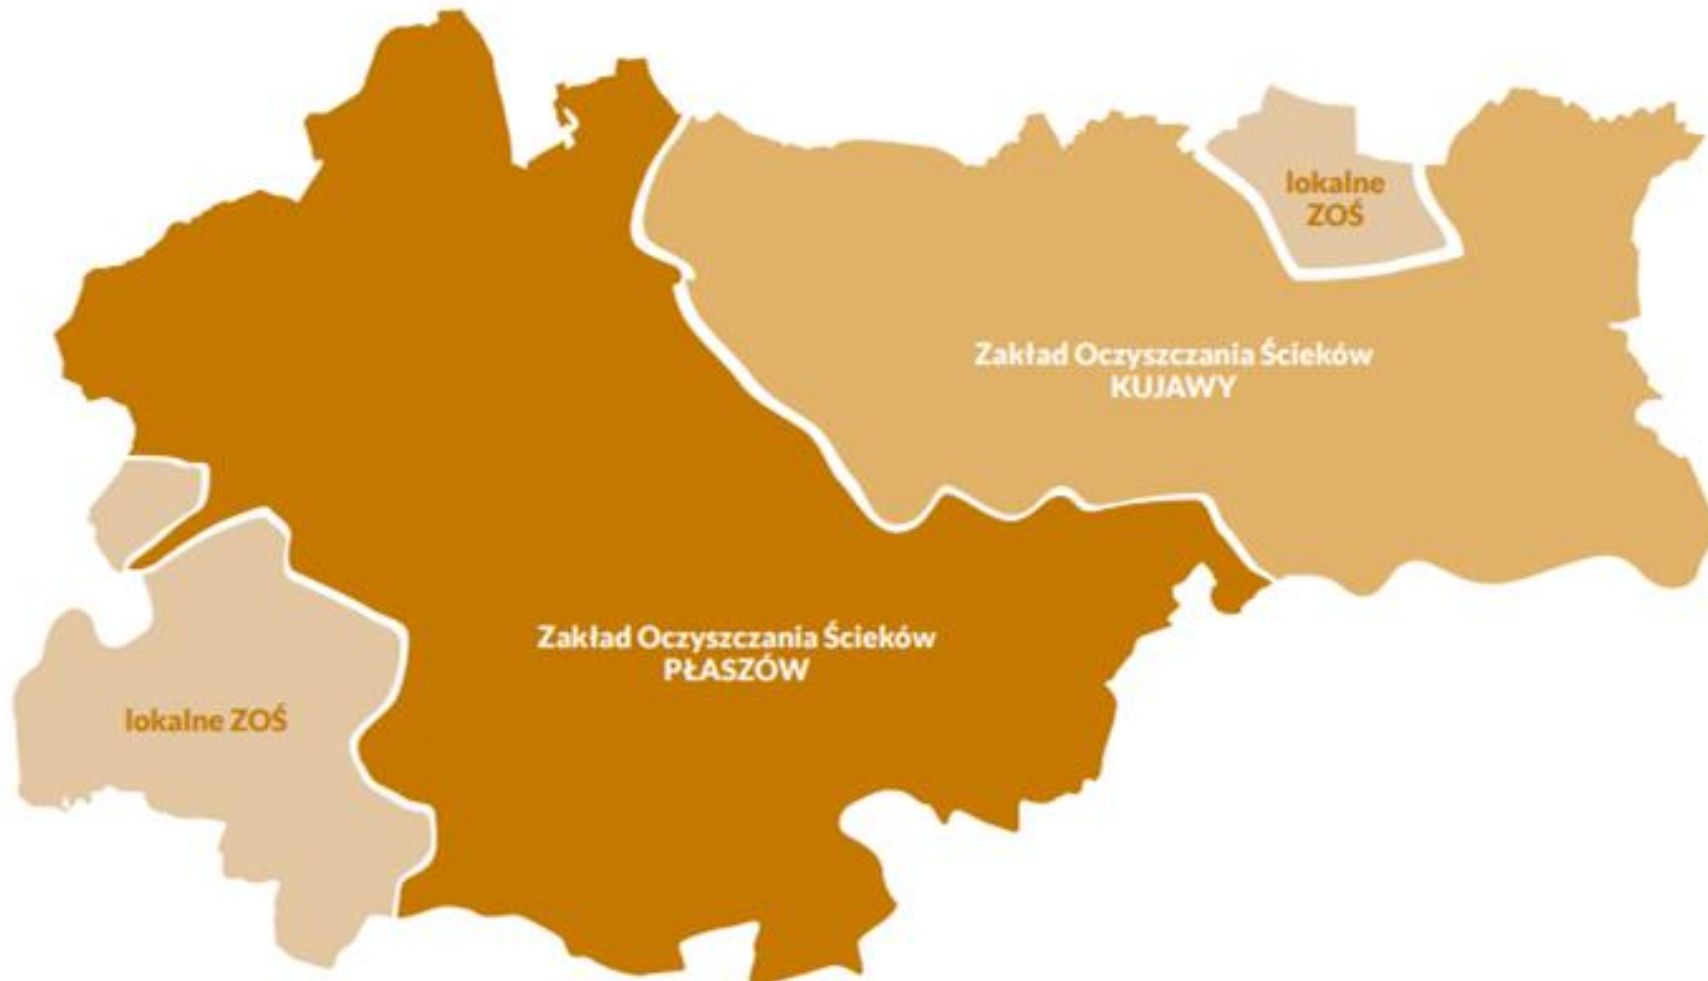 lokalne
ZOŚ
Zakład Oczyszczania Ścieków
KUJAWY
Zakład Oczyszczania Ścieków
PŁASZÓW
lokalne ZOŚ